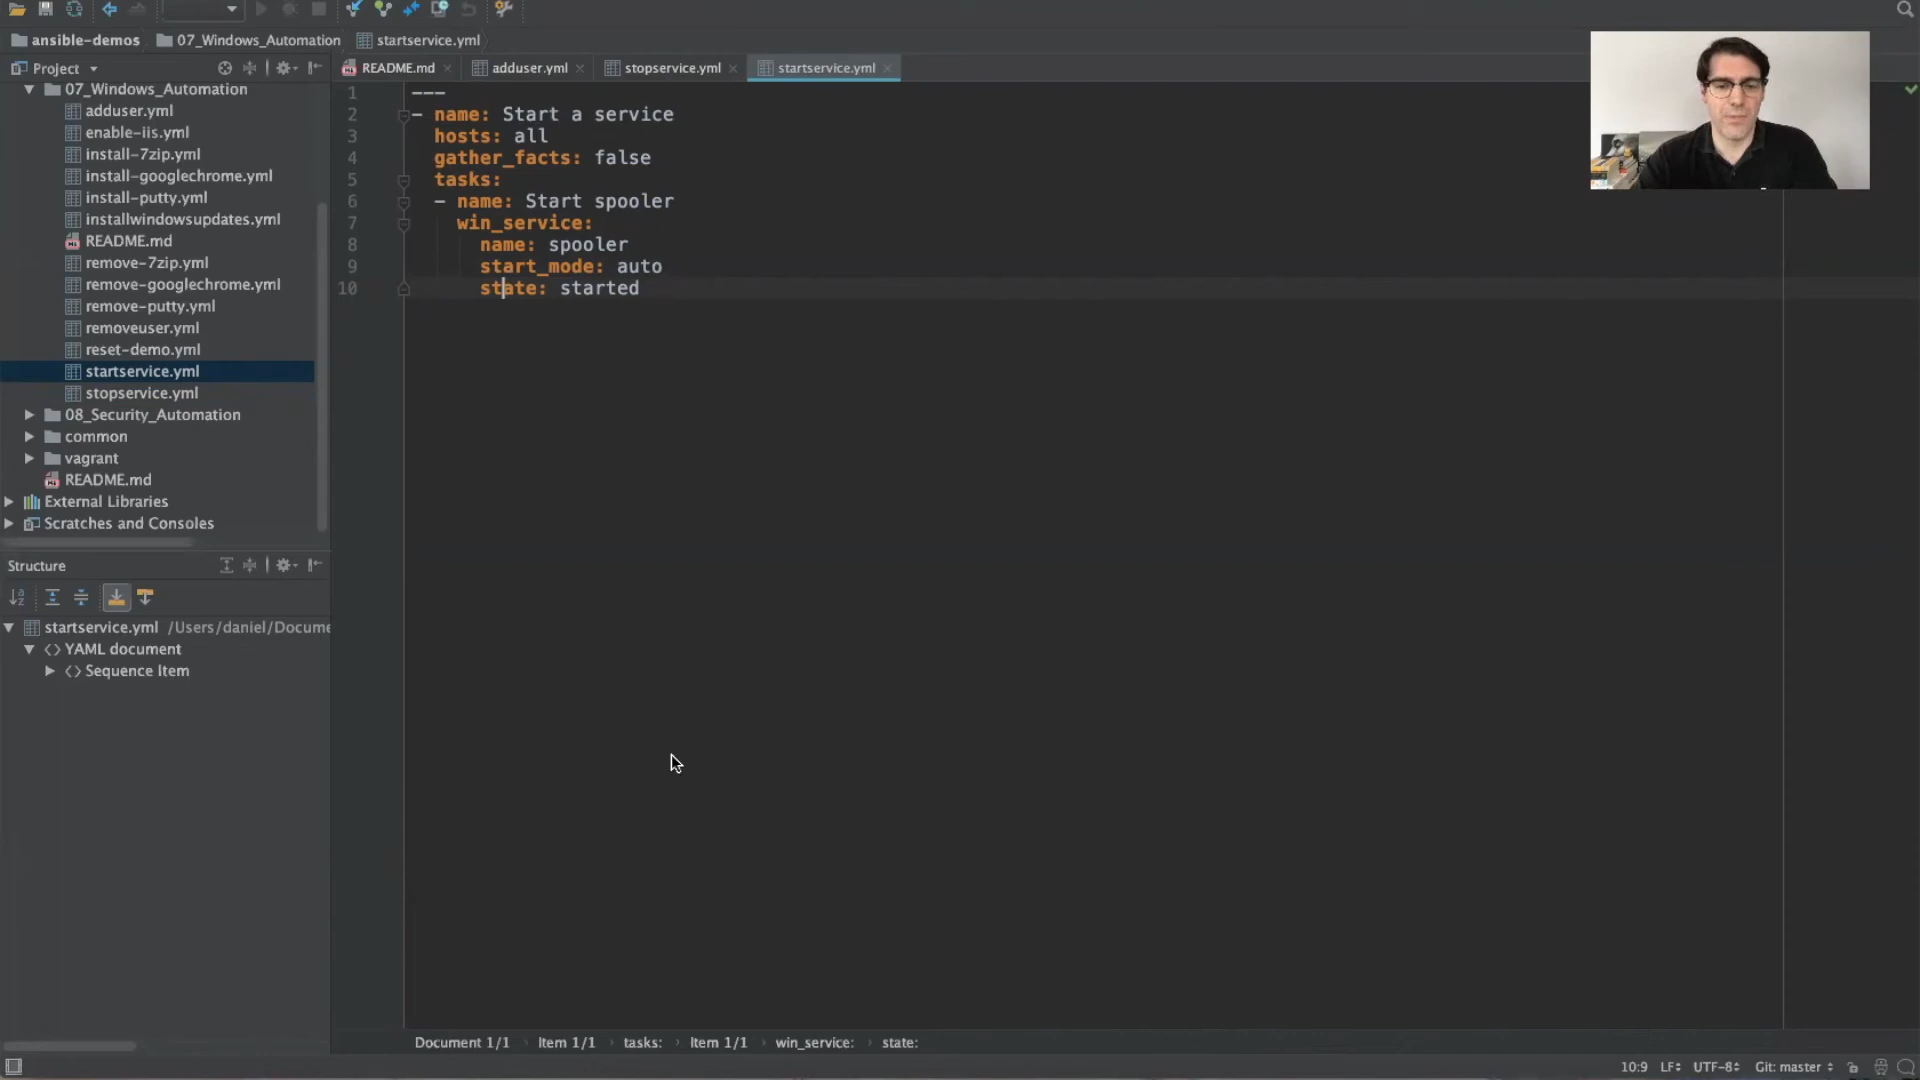 ansible-demos 07_Windows_Automation startservice.yml
Project
README.md adduser.yml stopservice.yml startservice.yml
07_Windows_Automation
adduser.yml
enable-iis.yml
install-7zip.yml
install-googlechrome.yml
install-putty.yml
installwindowsupdates.yml
README.md
remove-7zip.yml
remove-googlechrome.yml
remove-putty.yml
removeuser.yml
reset-demo.yml
startservice.yml
stopservice.yml
08_Security_Automation
common
vagrant
README.md
External Libraries
Scratches and Consoles
Structure
startservice.yml /Users/daniel/Docume
YAML document
Sequence Item
1 ---
2 - name: Start a service
3 hosts: all
4 gather_facts: false
5 tasks:
6 - name: Start spooler
7 win_service:
8 name: spooler
9 start_mode: auto
10 state: started
Document 1/1 Item 1/1 tasks: Item 1/1 win_service: state:
10:9 LF UTF-8 Git: master